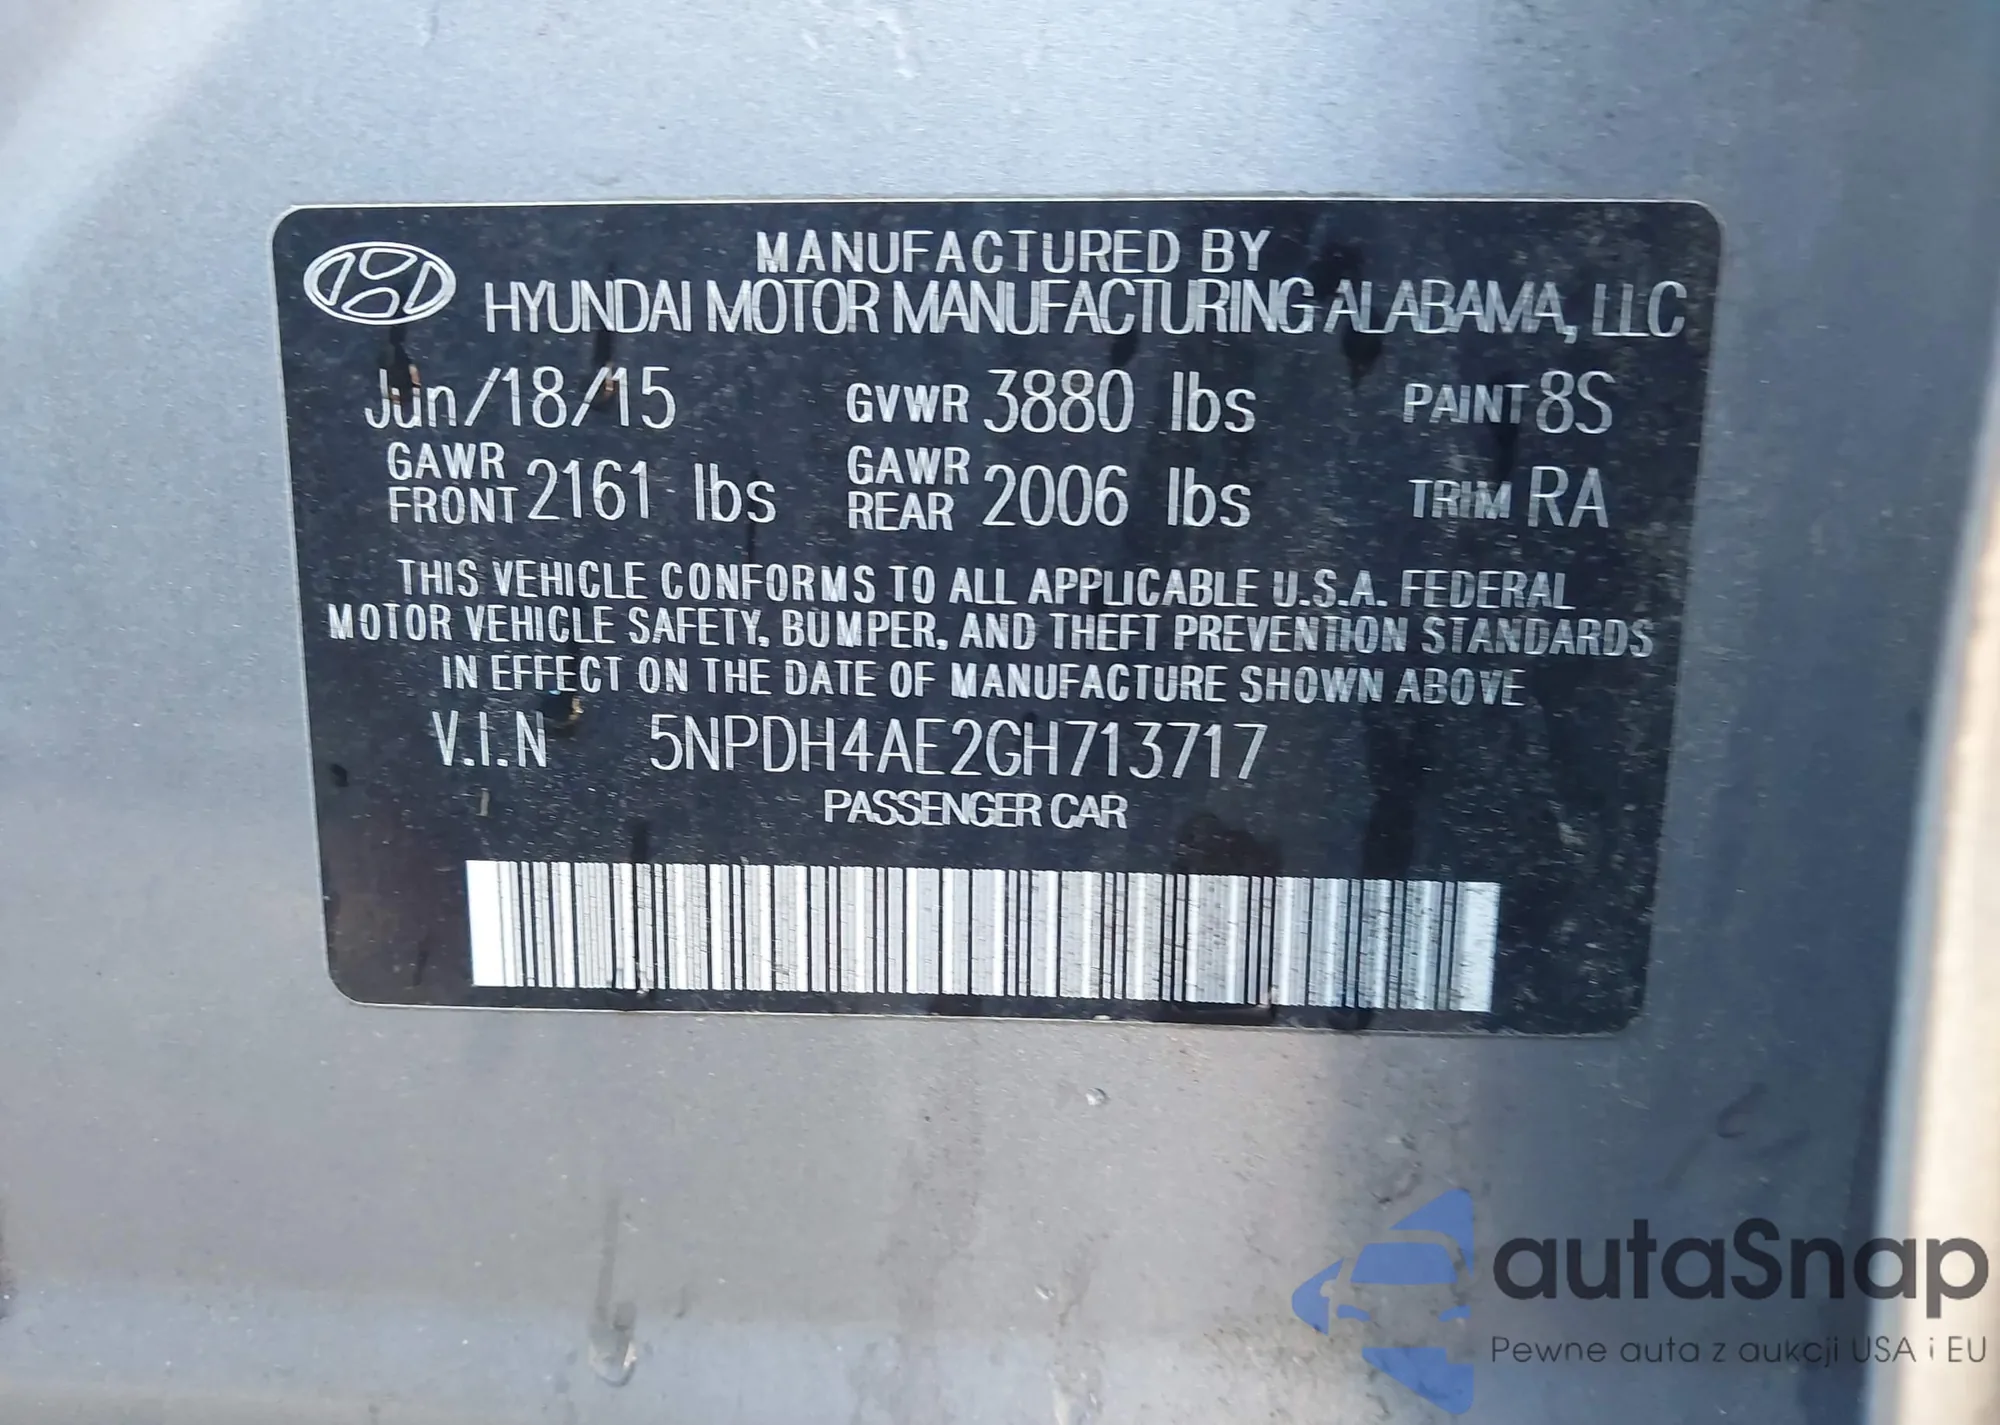 MANUFACTURED BY
HYUNDAI MOTOR MANUFACTURING ALABAMA, LLC
Jun/18/15 GVWR 3880 lbs PAINT 8S
GAWR FRONT 2161 lbs GAWR REAR 2006 lbs TRIM RA
THIS VEHICLE CONFORMS TO ALL APPLICABLE U.S.A. FEDERAL
MOTOR VEHICLE SAFETY, BUMPER, AND THEFT PREVENTION STANDARDS
IN EFFECT ON THE DATE OF MANUFACTURE SHOWN ABOVE
V.I.N 5NPDH4AE2GH713717
PASSENGER CAR
autaSnap
Pewne auta z aukcji USA i EU